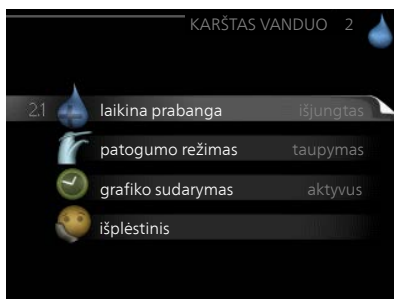 KARŠTAS VANDUO 2
2.1 laikina prabanga išjungtas
patogumo režimas taupymas
grafiko sudarymas aktyvus
išplėstinis